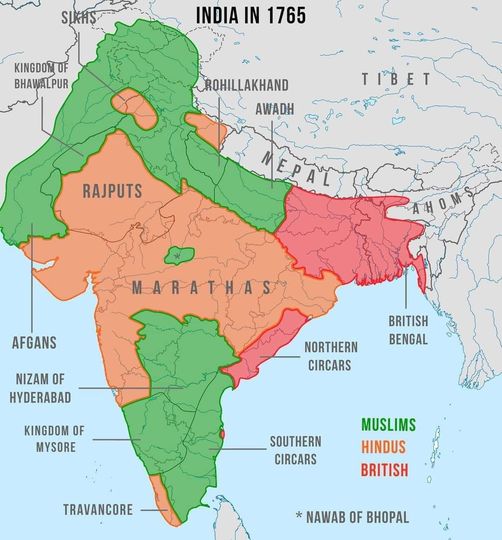 INDIA IN 1765
SIKHS
KINGDOM OF
BHAWALPUR
ROHILLAKHAND
AWADH
TIBET
NEPAL
AHOMS
RAJPUTS
*
MARATHAS
AFGANS
BRITISH
BENGAL
NORTHERN
CIRCARS
NIZAM OF
HYDERABAD
KINGDOM OF
MYSORE
SOUTHERN
CIRCARS
TRAVANCORE
MUSLIMS
HINDUS
BRITISH
* NAWAB OF BHOPAL